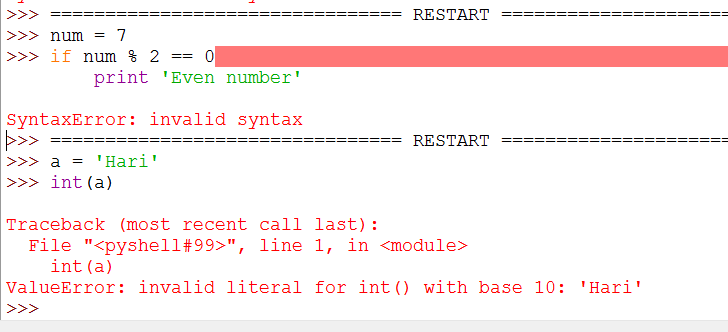 >>> ================================ RESTART ================================
>>> num = 7
>>> if num % 2 == 0
        print 'Even number'
SyntaxError: invalid syntax
>>> ================================ RESTART ================================
>>> a = 'Hari'
>>> int(a)
Traceback (most recent call last):
  File "<pyshell#99>", line 1, in <module>
    int(a)
ValueError: invalid literal for int() with base 10: 'Hari'
>>>